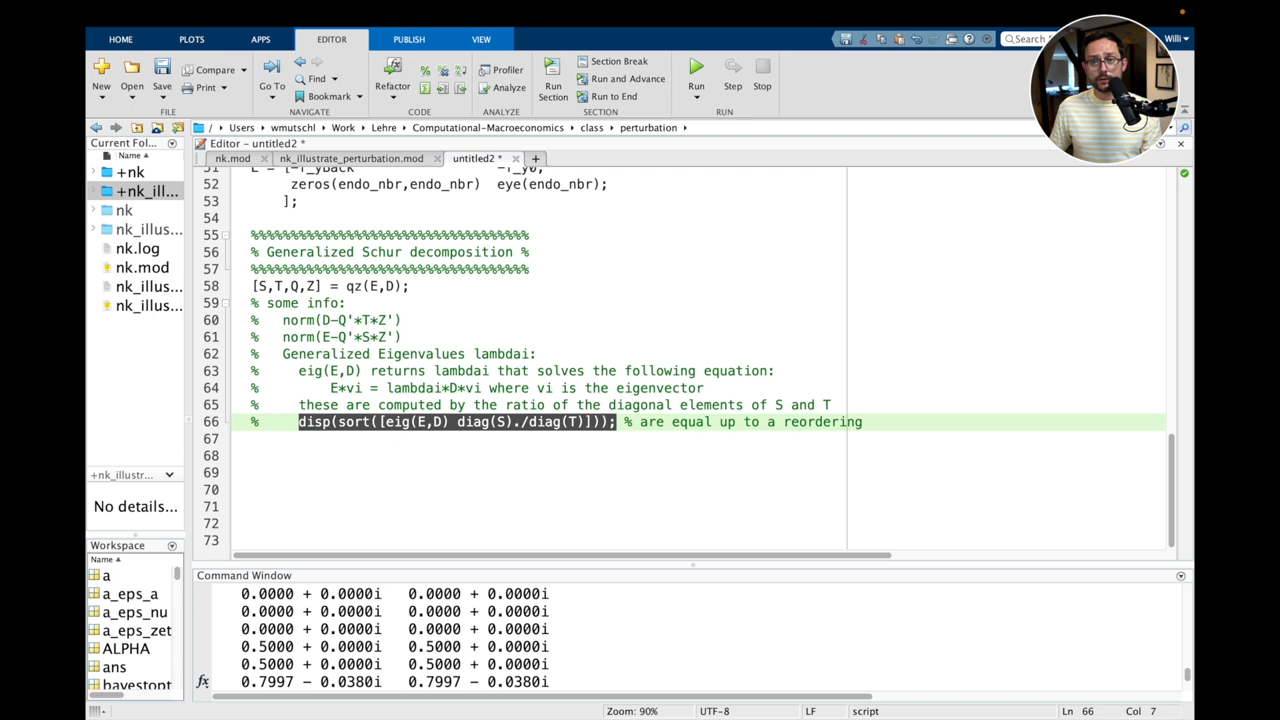 HOME PLOTS APPS EDITOR PUBLISH VIEW
Search
Willi
New Open Save Compare Print
Go To Find Bookmark
Refactor
Profiler Analyze
Run Section
Section Break
Run and Advance
Run to End
Run Step Stop
FILE NAVIGATE CODE ANALYZE SECTION RUN
/ Users wmutschl Work Lehre Computational-Macroeconomics class perturbation
Current Fol...
Name
+nk
+nk_ill...
nk
nk_illus...
nk.log
nk.mod
nk_illus...
nk_illus...
+nk_illustr...
No details...
Workspace
Name
a
a_eps_a
a_eps_nu
a_eps_zet
ALPHA
ans
bayestopt
Editor - untitled2 *
nk.mod nk_illustrate_perturbation.mod untitled2 * +
51 E = [-f_yback -f_y0;
52 zeros(endo_nbr,endo_nbr) eye(endo_nbr);
53 ];
54
55 %%%%%%%%%%%%%%%%%%%%%%%%%%%%%%%%%%%
56 % Generalized Schur decomposition %
57 %%%%%%%%%%%%%%%%%%%%%%%%%%%%%%%%%%%
58 [S,T,Q,Z] = qz(E,D);
59 % some info:
60 % norm(D-Q'*T*Z')
61 % norm(E-Q'*S*Z')
62 % Generalized Eigenvalues lambdai:
63 % eig(E,D) returns lambdai that solves the following equation:
64 % E*vi = lambdai*D*vi where vi is the eigenvector
65 % these are computed by the ratio of the diagonal elements of S and T
66 % disp(sort([eig(E,D) diag(S)./diag(T)])); % are equal up to a reordering
67
68
69
70
71
72
73
Command Window
0.0000 + 0.0000i 0.0000 + 0.0000i
0.0000 + 0.0000i 0.0000 + 0.0000i
0.0000 + 0.0000i 0.0000 + 0.0000i
0.5000 + 0.0000i 0.5000 + 0.0000i
0.5000 + 0.0000i 0.5000 + 0.0000i
0.7997 - 0.0380i 0.7997 - 0.0380i
fx
Zoom: 90% UTF-8 LF script Ln 66 Col 7